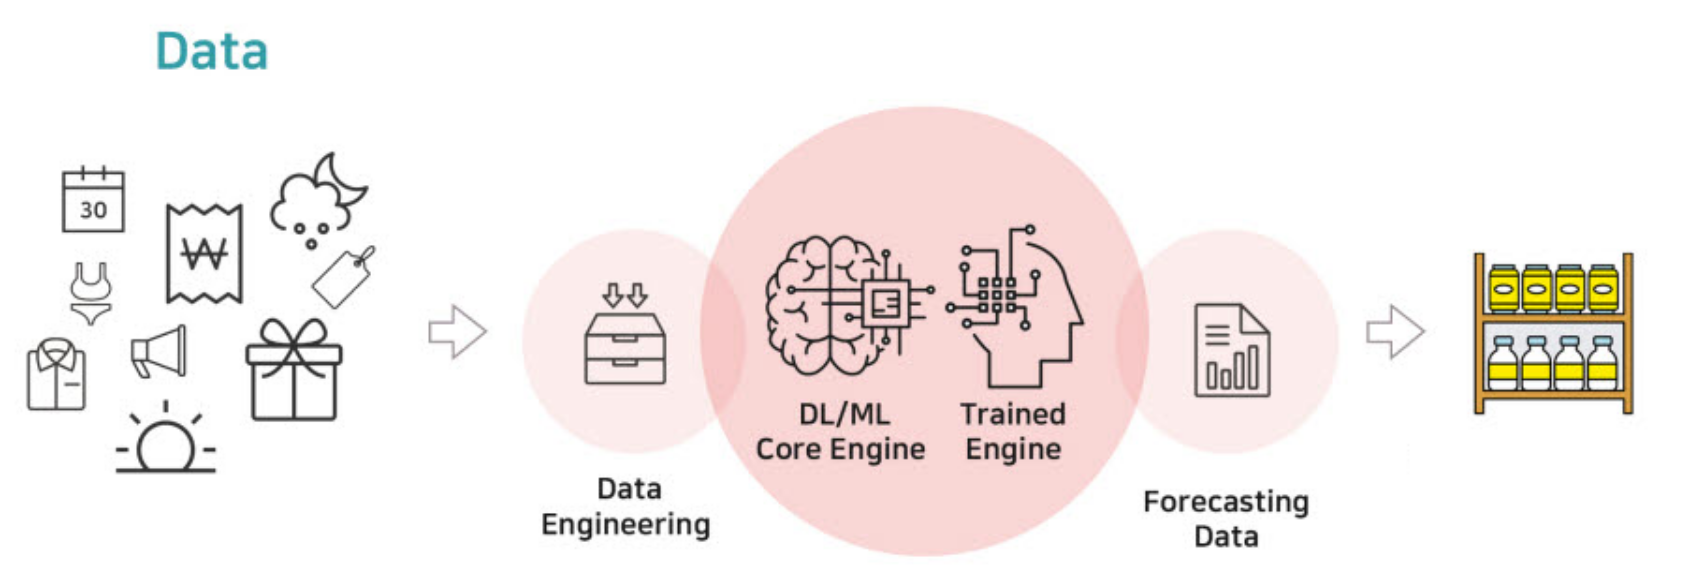 Data
30
₩
DL/ML
Core Engine
Trained
Engine
Data
Engineering
Forecasting
Data